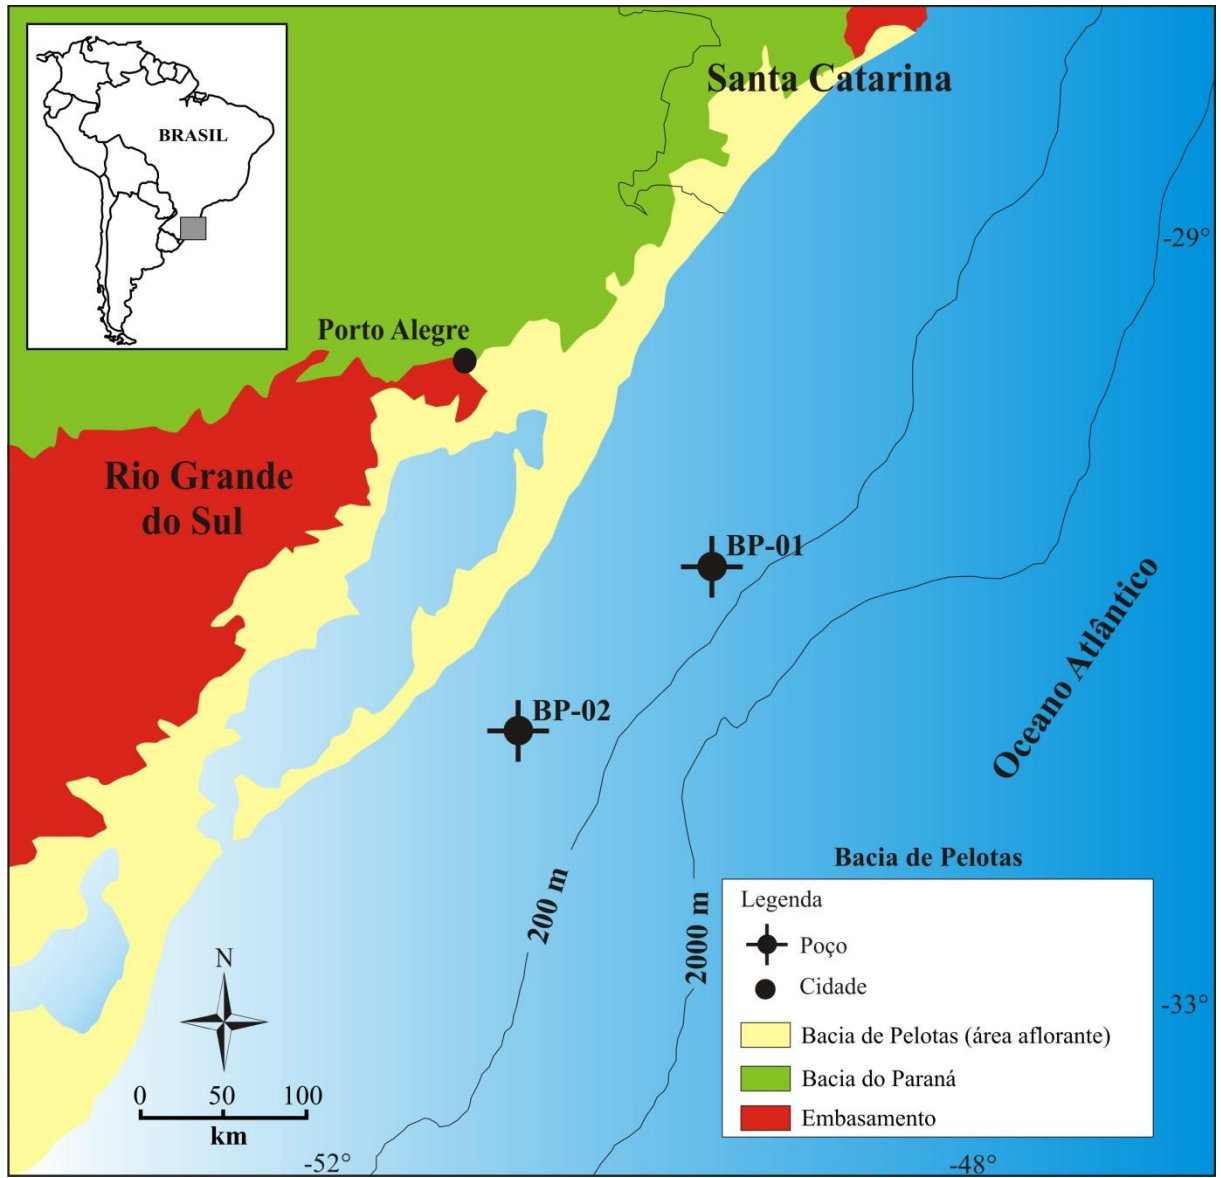 BRASIL
Santa Catarina
-29°
Porto Alegre
Rio Grande
do Sul
BP-01
BP-02
Oceano Atlântico
200 m
2000 m
Bacia de Pelotas
Legenda
Poço
Cidade
Bacia de Pelotas (área aflorante)
Bacia do Paraná
Embasamento
N
0 50 100
km
-33°
-52°
-48°